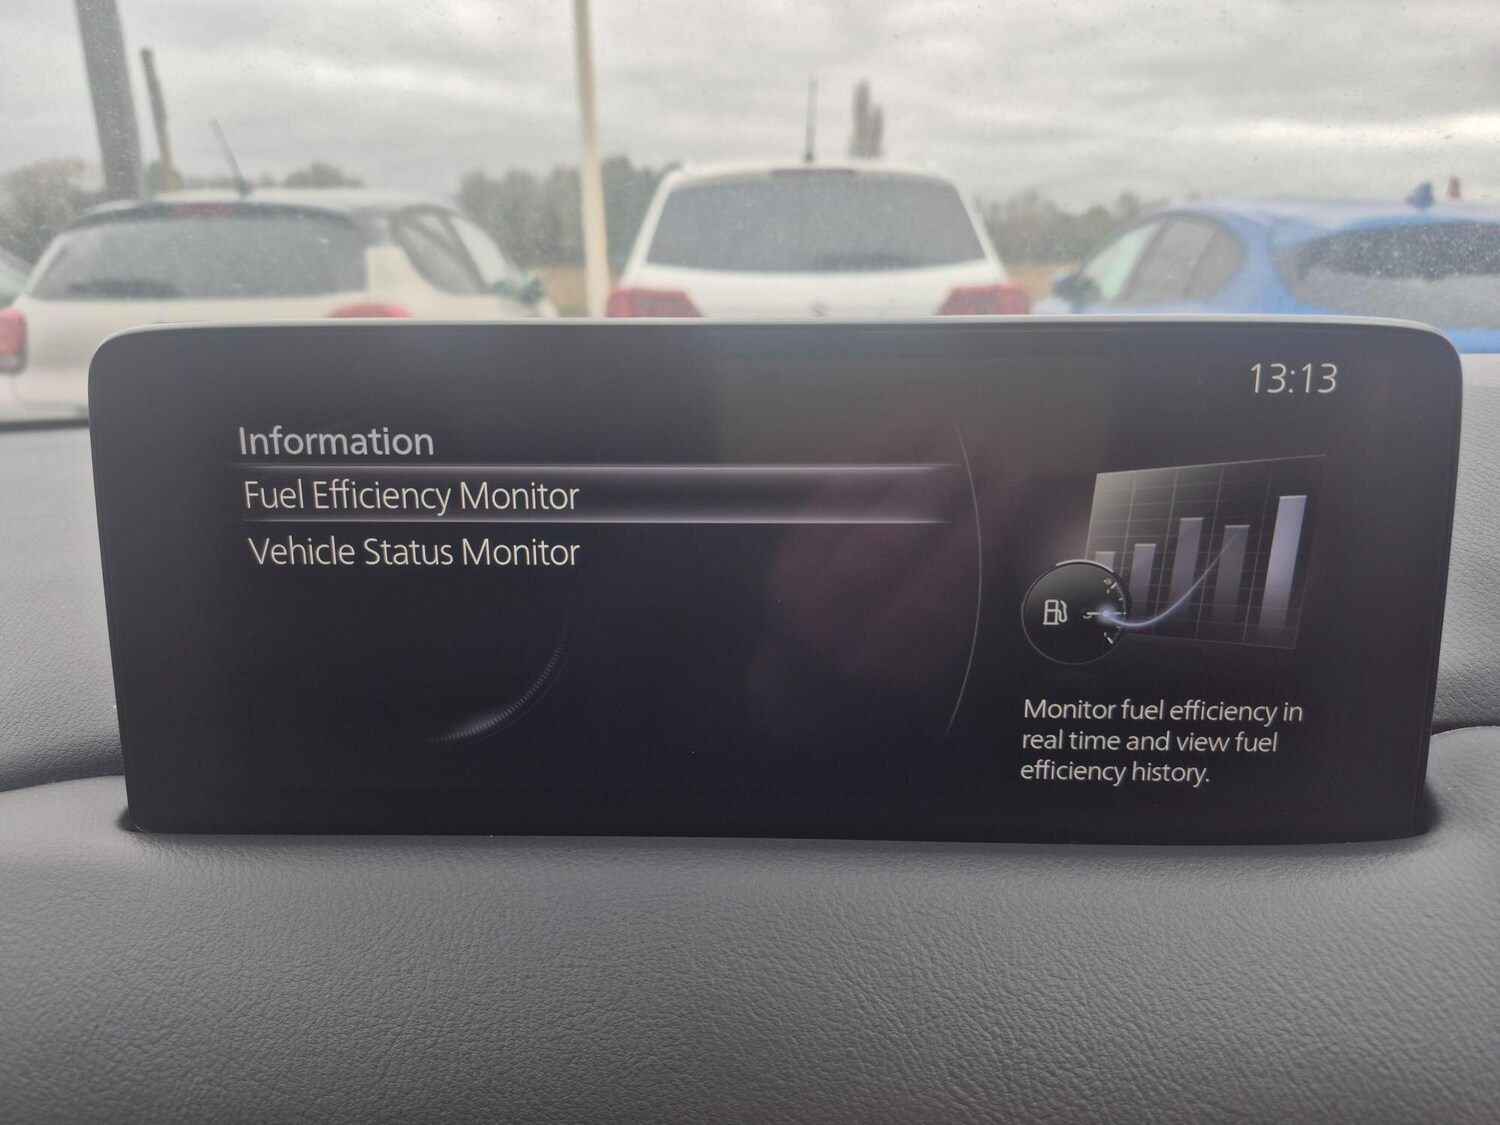 13:13
Information
Fuel Efficiency Monitor
Vehicle Status Monitor
Monitor fuel efficiency in
real time and view fuel
efficiency history.